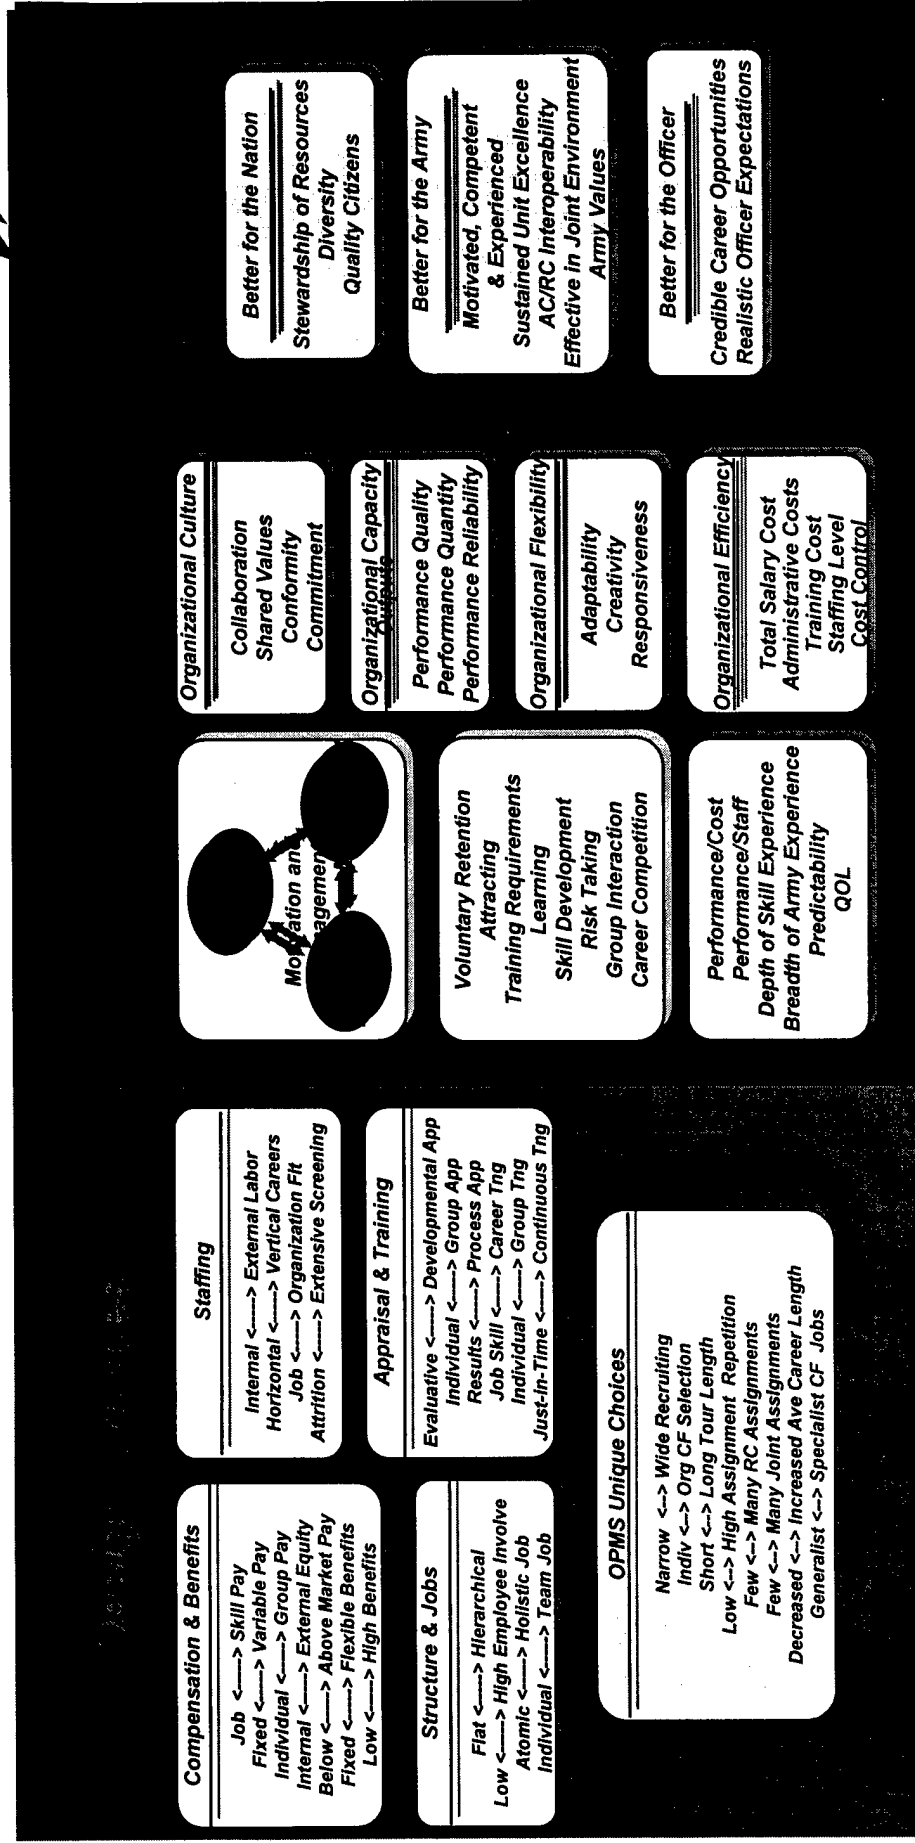 Compensation & Benefits
Job <----> Skill Pay
Fixed <----> Variable Pay
Individual <----> Group Pay
Internal <----> External Equity
Below <----> Above Market Pay
Fixed <----> Flexible Benefits
Low <----> High Benefits
Structure & Jobs
Flat <----> Hierarchical
Low <----> High Employee Involve
Atomic <----> Holistic Job
Individual <----> Team Job
Staffing
Internal <----> External Labor
Horizontal <----> Vertical Careers
Job <----> Organization Fit
Attrition <----> Extensive Screening
Appraisal & Training
Evaluative <----> Developmental App
Individual <----> Group App
Results <----> Process App
Job Skill <----> Career Tng
Individual <----> Group Tng
Just-In-Time <----> Continuous Tng
OPMS Unique Choices
Narrow <--> Wide Recruiting
Indiv <--> Org CF Selection
Short <--> Long Tour Length
Low <--> High Assignment Repetition
Few <--> Many RC Assignments
Few <--> Many Joint Assignments
Decreased <--> Increased Ave Career Length
Generalist <--> Specialist CF Jobs
Voluntary Retention
Attracting
Training Requirements
Learning
Skill Development
Risk Taking
Group Interaction
Career Competition
Performance/Cost
Performance/Staff
Depth of Skill Experience
Breadth of Army Experience
Predictability
QOL
Organizational Culture
Collaboration
Shared Values
Conformity
Commitment
Organizational Capacity
Outputs
Performance Quality
Performance Quantity
Performance Reliability
Organizational Flexibility
Adaptability
Creativity
Responsiveness
Organizational Efficiency
Total Salary Cost
Administrative Costs
Training Cost
Staffing Level
Cost Control
Better for the Nation
Stewardship of Resources
Diversity
Quality Citizens
Better for the Army
Motivated, Competent
& Experienced
Sustained Unit Excellence
AC/RC Interoperability
Effective in Joint Environment
Army Values
Better for the Officer
Credible Career Opportunities
Realistic Officer Expectations